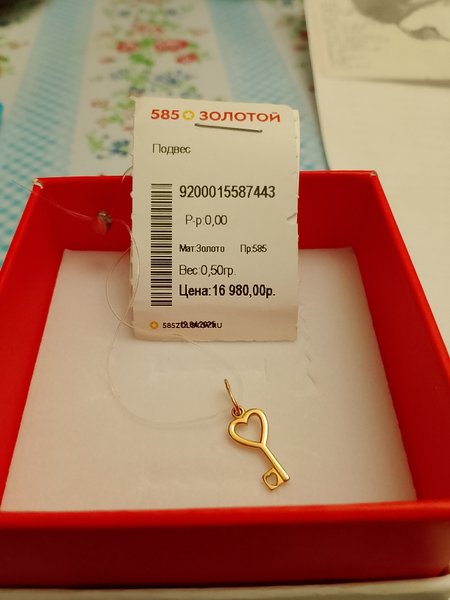 585 ЗОЛОТОЙ
Подвес
9200015587443
Р-р:0,00
Мат:Золото Пр:585
Вес:0,50гр.
Цена:16 980,00р.